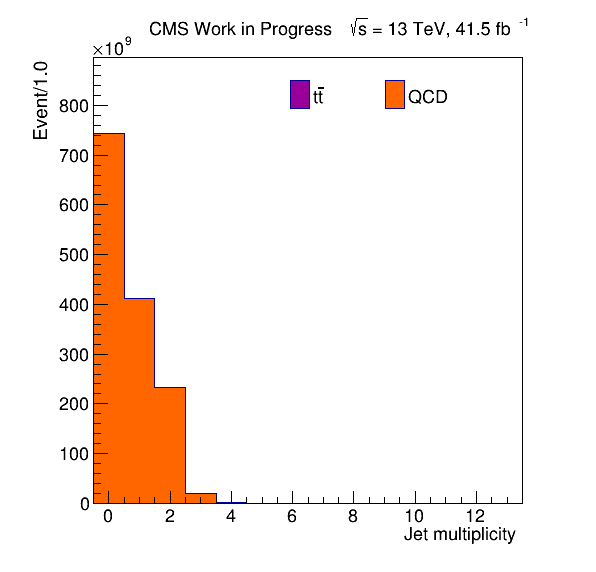 CMS Work in Progress √s = 13 TeV, 41.5 fb⁻¹
×10⁹
Event/1.0
tt̄
QCD
800
700
600
500
400
300
200
100
0
0 2 4 6 8 10 12
Jet multiplicity